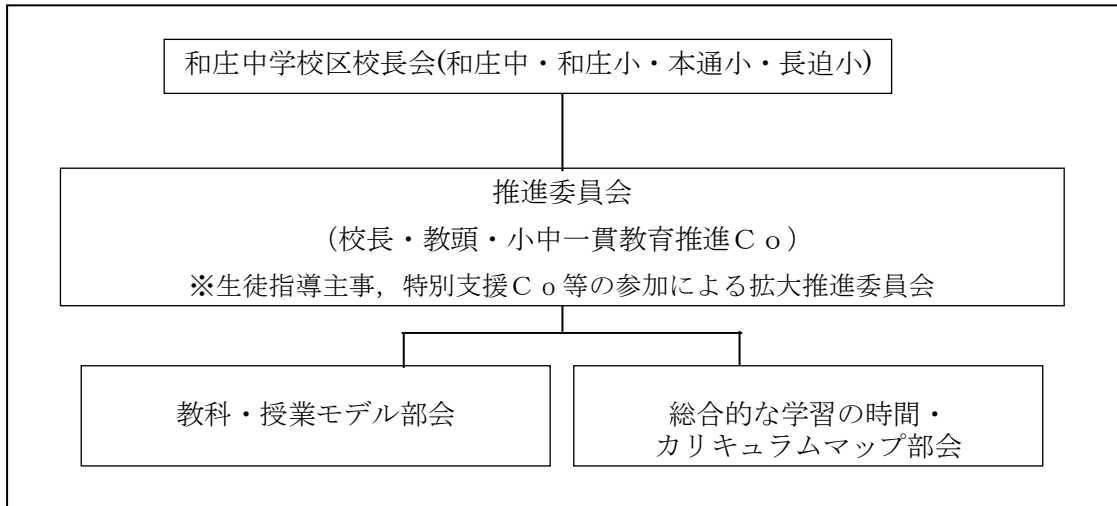 和庄中学校区校長会(和庄中・和庄小・本通小・長迫小)
推進委員会
（校長・教頭・小中一貫教育推進Ｃｏ）
※生徒指導主事，特別支援Ｃｏ等の参加による拡大推進委員会
教科・授業モデル部会
総合的な学習の時間・
カリキュラムマップ部会